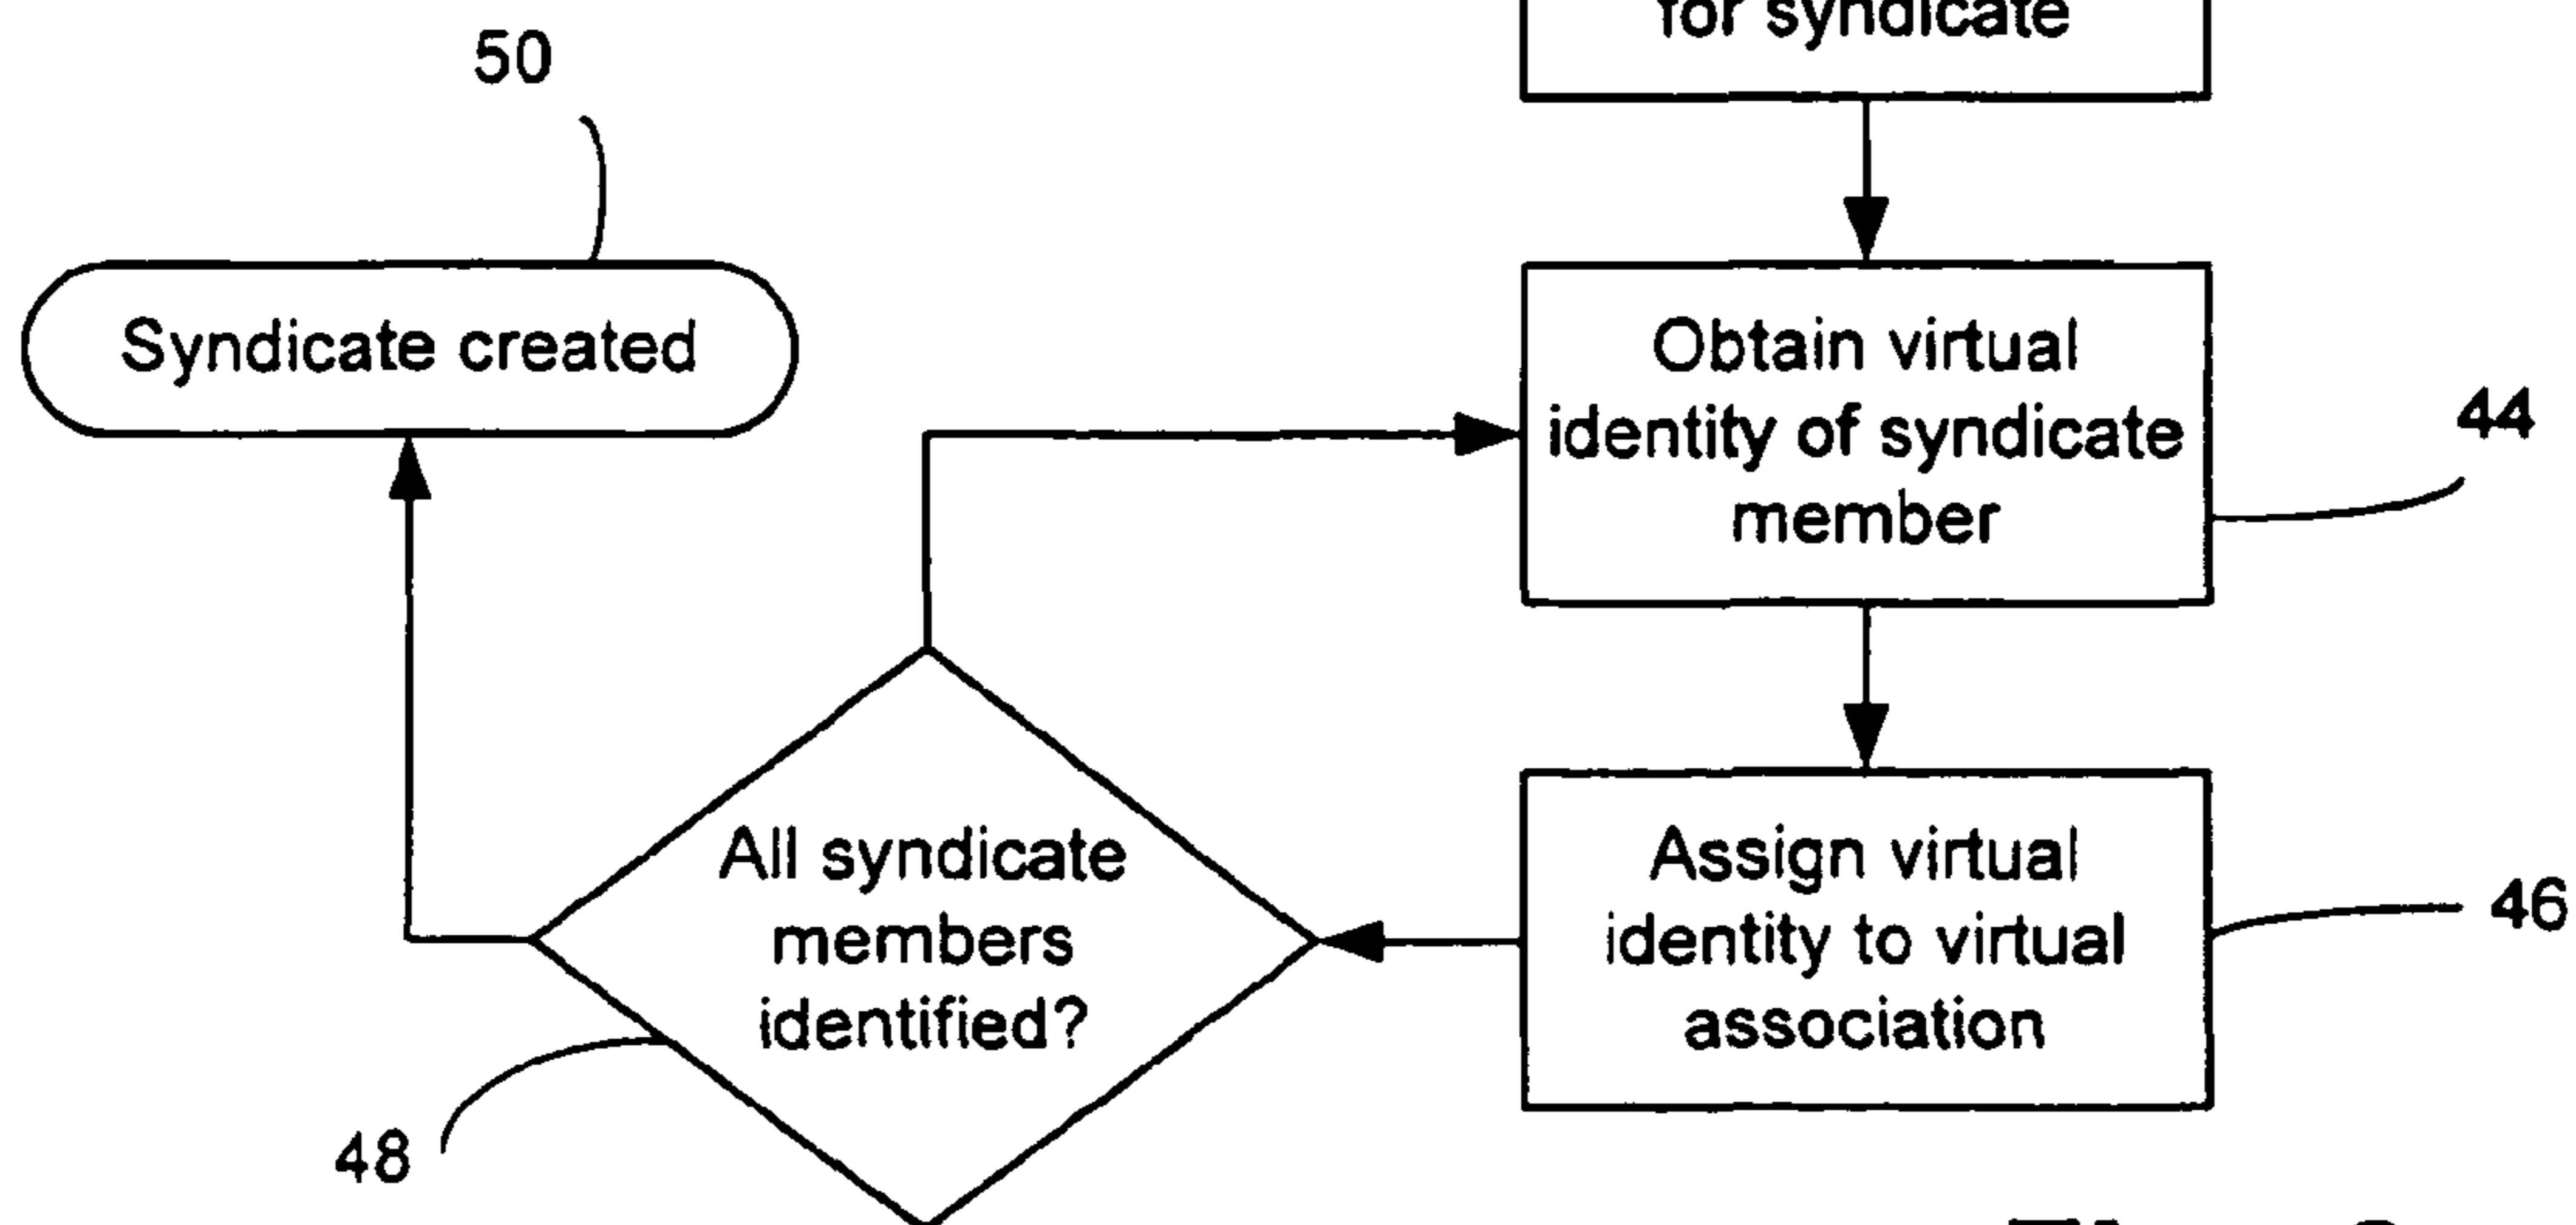 for syndicate
50
Syndicate created
Obtain virtual
identity of syndicate
member
44
All syndicate
members
identified?
Assign virtual
identity to virtual
association
46
48